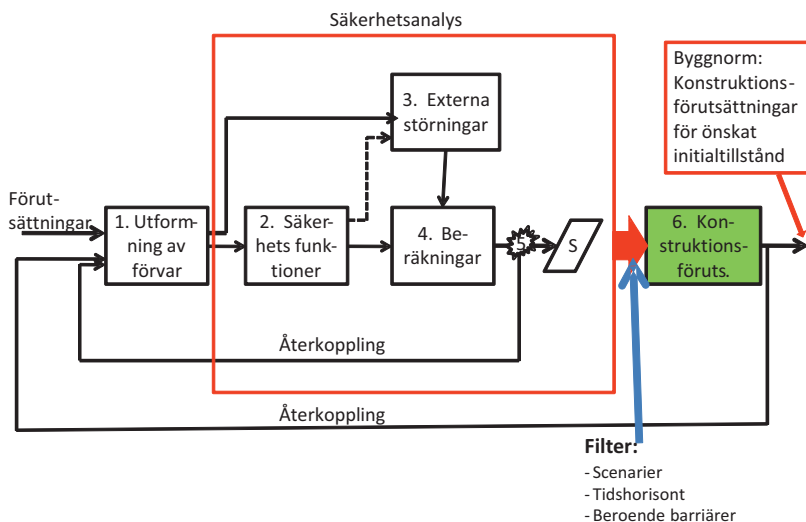 Säkerhetsanalys
Byggnorm:
Konstruktions-
förutsättningar
för önskat
initialtillstånd
3. Externa
störningar
Förut-
sättningar
1. Utform-
ning av
förvar
2. Säker-
hets funk-
tioner
4. Be-
räkningar
5
S
6. Kon-
struktions-
föruts.
Återkoppling
Återkoppling
Filter:
- Scenarier
- Tidshorisont
- Beroende barriärer